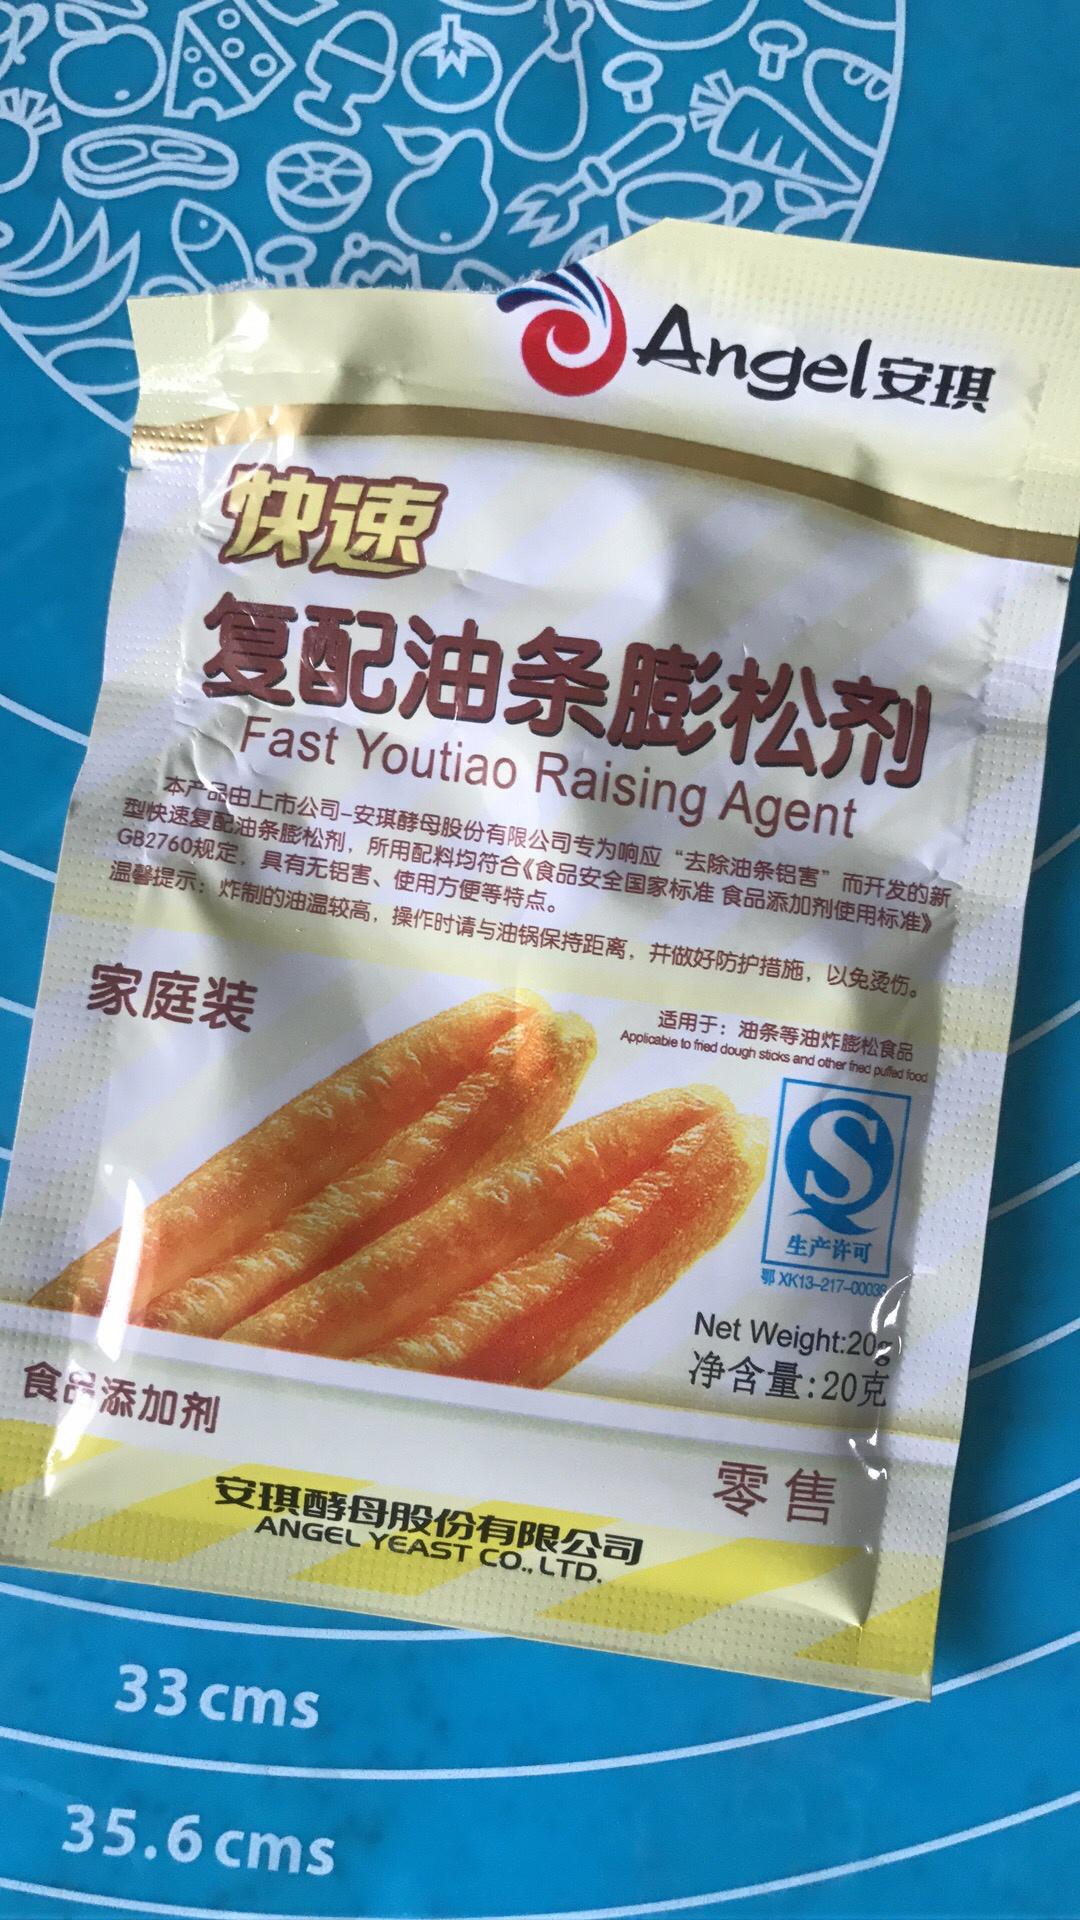 Angel安琪
快速
复配油条膨松剂
Fast Youtiao Raising Agent
本产品由上市公司-安琪酵母股份有限公司专为响应“去除油条铝害”而开发的新
型快速复配油条膨松剂，所用配料均符合《食品安全国家标准 食品添加剂使用标准》
GB2760规定，具有无铝害、使用方便等特点。
温馨提示：炸制的油温较高，操作时请与油锅保持距离，并做好防护措施，以免烫伤。
家庭装
适用于：油条等油炸膨松食品
Applicable to fried dough sticks and other fried puffed food
S
生产许可
鄂 XK13-217-00038
Net Weight:20g
净含量:20克
食品添加剂
零售
安琪酵母股份有限公司
ANGEL YEAST CO., LTD.
33 cms
35.6 cms